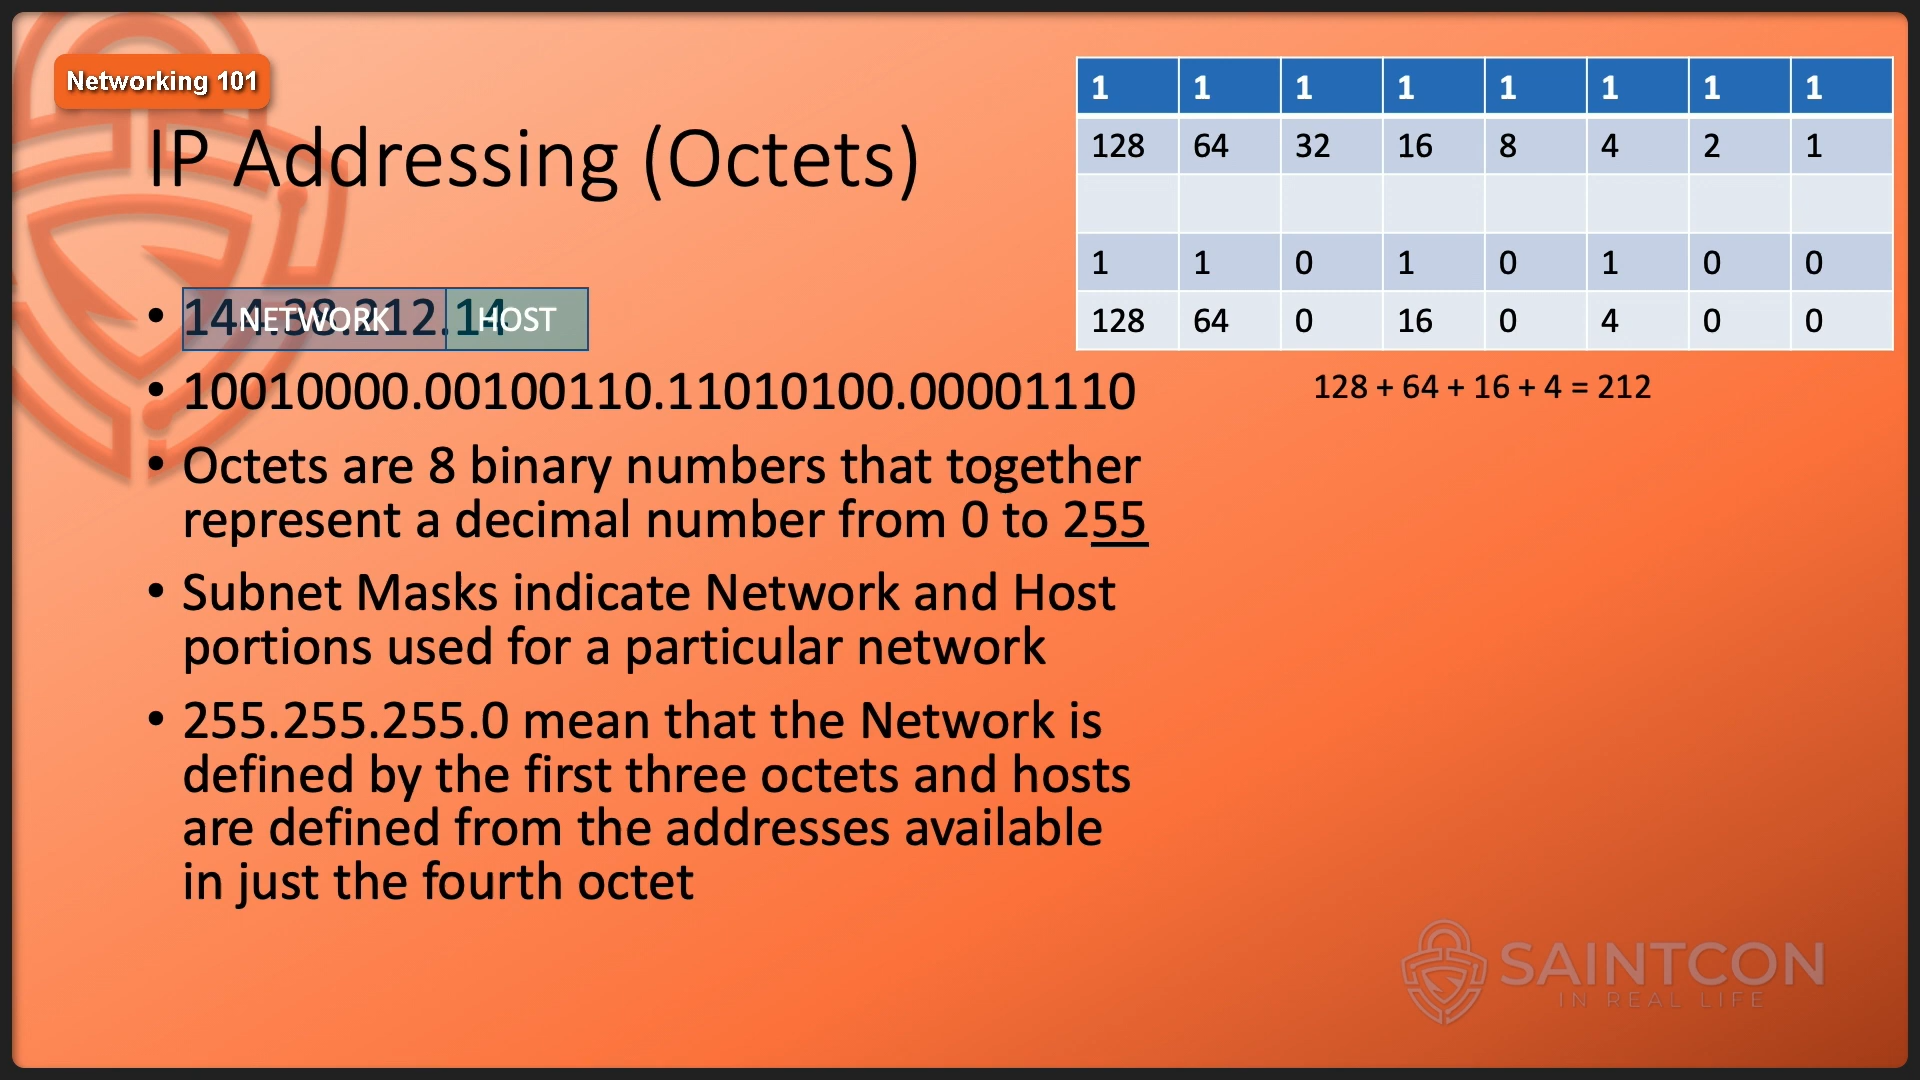 Networking 101
IP Addressing (Octets)
1 1 1 1 1 1 1 1
128 64 32 16 8 4 2 1
1 1 0 1 0 1 0 0
128 64 0 16 0 4 0 0
128 + 64 + 16 + 4 = 212
• 144.38.212.14
NETWORK HOST
• 10010000.00100110.11010100.00001110
• Octets are 8 binary numbers that together
represent a decimal number from 0 to 255
• Subnet Masks indicate Network and Host
portions used for a particular network
• 255.255.255.0 mean that the Network is
defined by the first three octets and hosts
are defined from the addresses available
in just the fourth octet
SAINTCON
IN REAL LIFE